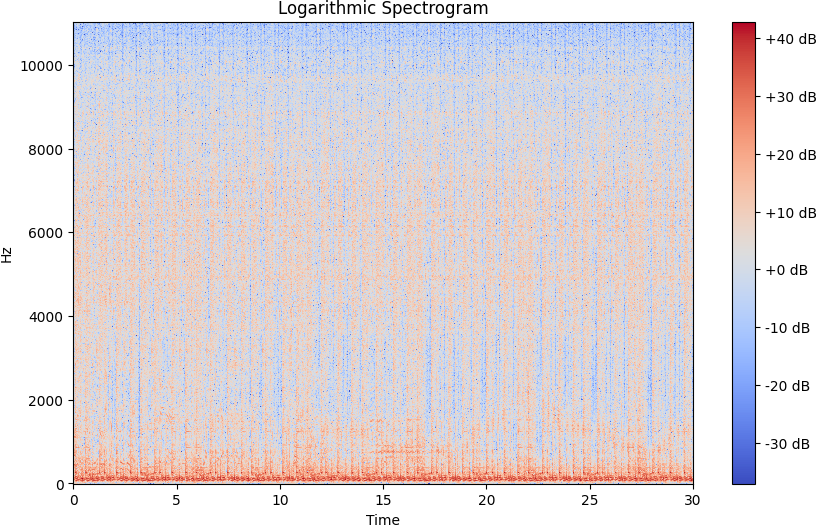 Logarithmic Spectrogram
Hz
10000
8000
6000
4000
2000
0
0 5 10 15 20 25 30
Time
+40 dB
+30 dB
+20 dB
+10 dB
+0 dB
-10 dB
-20 dB
-30 dB